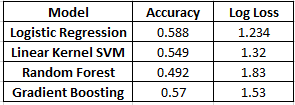 Model Accuracy Log Loss
Logistic Regression 0.588 1.234
Linear Kernel SVM 0.549 1.32
Random Forest 0.492 1.83
Gradient Boosting 0.57 1.53